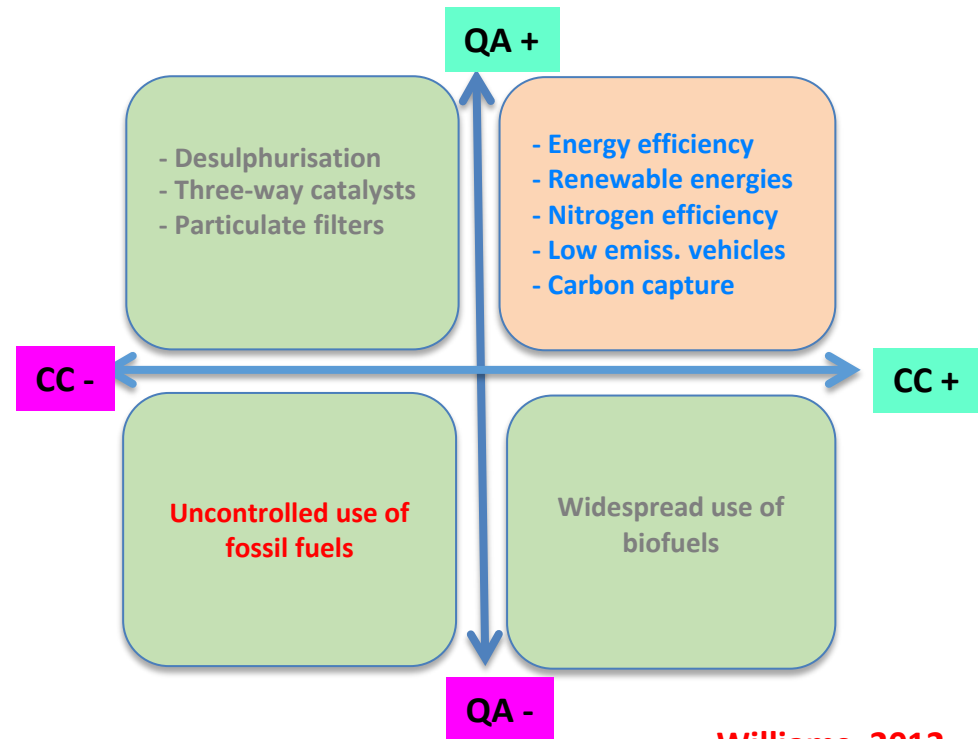 QA +
- Desulphurisation
- Three-way catalysts
- Particulate filters
- Energy efficiency
- Renewable energies
- Nitrogen efficiency
- Low emiss. vehicles
- Carbon capture
CC -
CC +
Uncontrolled use of
fossil fuels
Widespread use of
biofuels
QA -